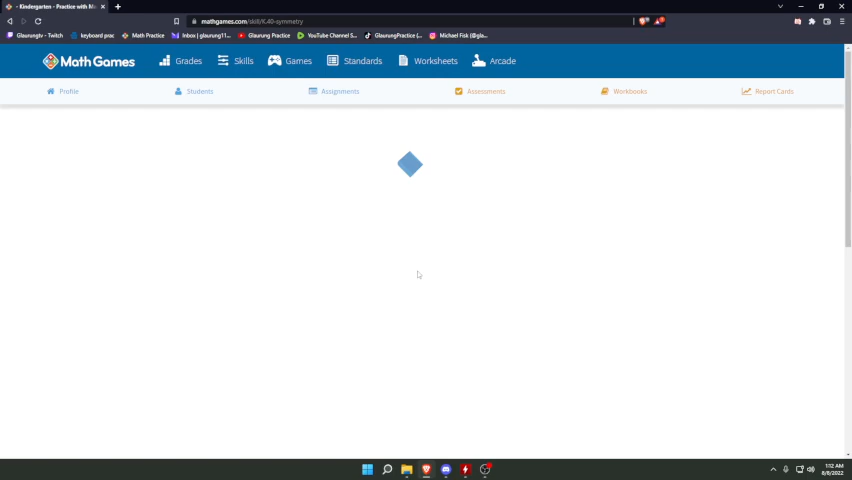 - Kindergarten - Practice with Ma
mathgames.com/skill/K.40-symmetry
Glaurungtv - Twitch
keyboard prac
Math Practice
Inbox | glaurung11...
Glaurung Practice
YouTube Channel S...
GlaurungPractice (...
Michael Fisk (@gla...
Math Games
Grades
Skills
Games
Standards
Worksheets
Arcade
Profile
Students
Assignments
Assessments
Workbooks
Report Cards
1:12 AM
8/8/2022